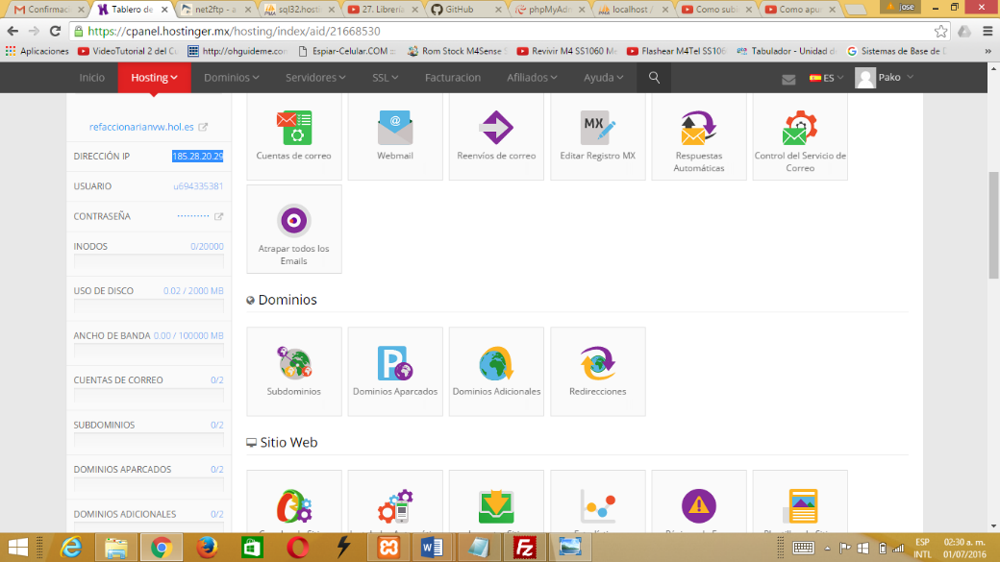 Confirmac
Tablero de
net2ftp - a
sql32.hostin
27. Librería
GitHub
phpMyAdm
localhost /
Como subi
Como apu
jose
https://cpanel.hostinger.mx/hosting/index/aid/21668530
Aplicaciones
VideoTutorial 2 del Cu
http://ohguideme.com
Espiar-Celular.COM ::
Rom Stock M4Sense
Revivir M4 SS1060 M
Flashear M4Tel SS106
Tabulador - Unidad d
Sistemas de Base de D
»
Inicio
Hosting
Dominios
Servidores
SSL
Facturacion
Afiliados
Ayuda
ES
Pako
refaccionarianvw.hol.es
DIRECCIÓN IP 185.28.20.29
USUARIO u694335381
CONTRASEÑA ··········
INODOS 0/20000
USO DE DISCO 0.02 / 2000 MB
ANCHO DE BANDA 0.00 / 100000 MB
CUENTAS DE CORREO 0/2
SUBDOMINIOS 0/2
DOMINIOS APARCADOS 0/2
DOMINIOS ADICIONALES 0/2
@
MX
Cuentas de correo
Webmail
Reenvíos de correo
Editar Registro MX
Respuestas
Automáticas
Control del Servicio de
Correo
Atrapar todos los
Emails
Dominios
P
Subdominios
Dominios Aparcados
Dominios Adicionales
Redirecciones
Sitio Web
ESP
INTL
02:30 a. m.
01/07/2016